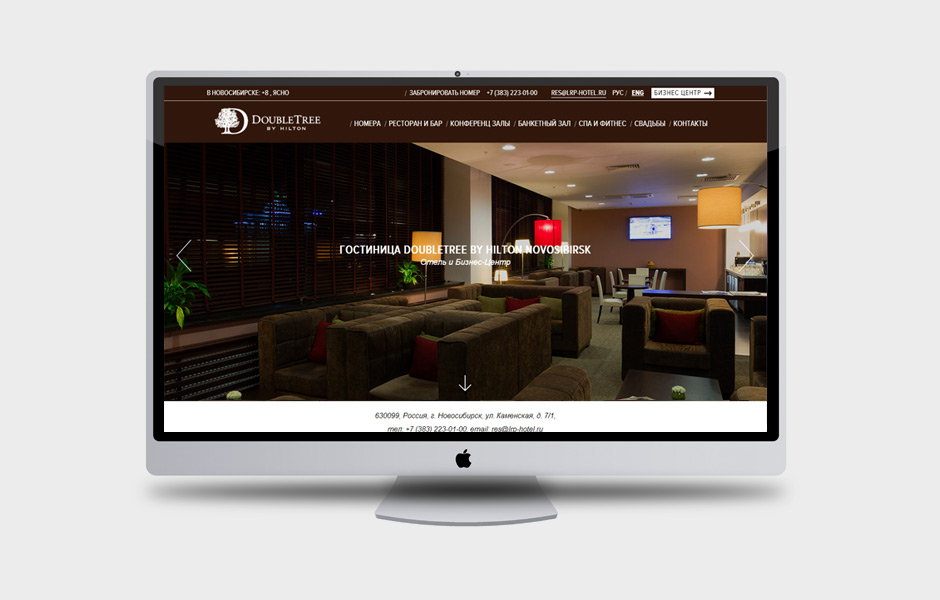 В НОВОСИБИРСКЕ: +8 , ЯСНО / ЗАБРОНИРОВАТЬ НОМЕР +7 (383) 223-01-00 RES@LRP-HOTEL.RU РУС / ENG БИЗНЕС ЦЕНТР →
DOUBLETREE
BY HILTON
/ НОМЕРА / РЕСТОРАН И БАР / КОНФЕРЕНЦ ЗАЛЫ / БАНКЕТНЫЙ ЗАЛ / СПА И ФИТНЕС / СВАДЬБЫ / КОНТАКТЫ
ГОСТИНИЦА DOUBLETREE BY HILTON NOVOSIBIRSK
Отель и Бизнес-Центр
630099, Россия, г. Новосибирск, ул. Каменская, д. 7/1,
тел. +7 (383) 223-01-00, email: res@lrp-hotel.ru